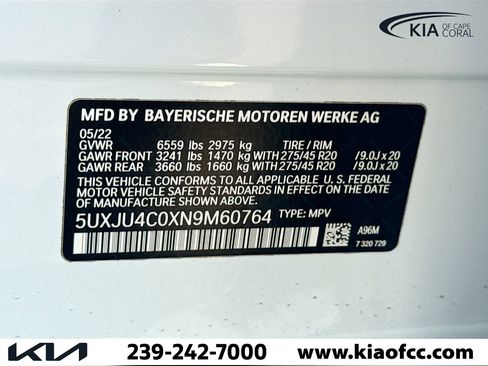 KIA OF CAPE CORAL
MFD BY BAYERISCHE MOTOREN WERKE AG
05/22
GVWR 6559 lbs 2975 kg TIRE / RIM
GAWR FRONT 3241 lbs 1470 kg WITH 275/45 R20 /9.0J x 20
GAWR REAR 3660 lbs 1660 kg WITH 275/45 R20 /9.0J x 20
THIS VEHICLE CONFORMS TO ALL APPLICABLE U. S. FEDERAL
MOTOR VEHICLE SAFETY STANDARDS IN EFFECT ON THE DATE
OF MANUFACTURE SHOWN ABOVE.
5UXJU4C0XN9M60764 TYPE: MPV
A96M
7 320 729
KIA 239-242-7000 www.kiaofcc.com